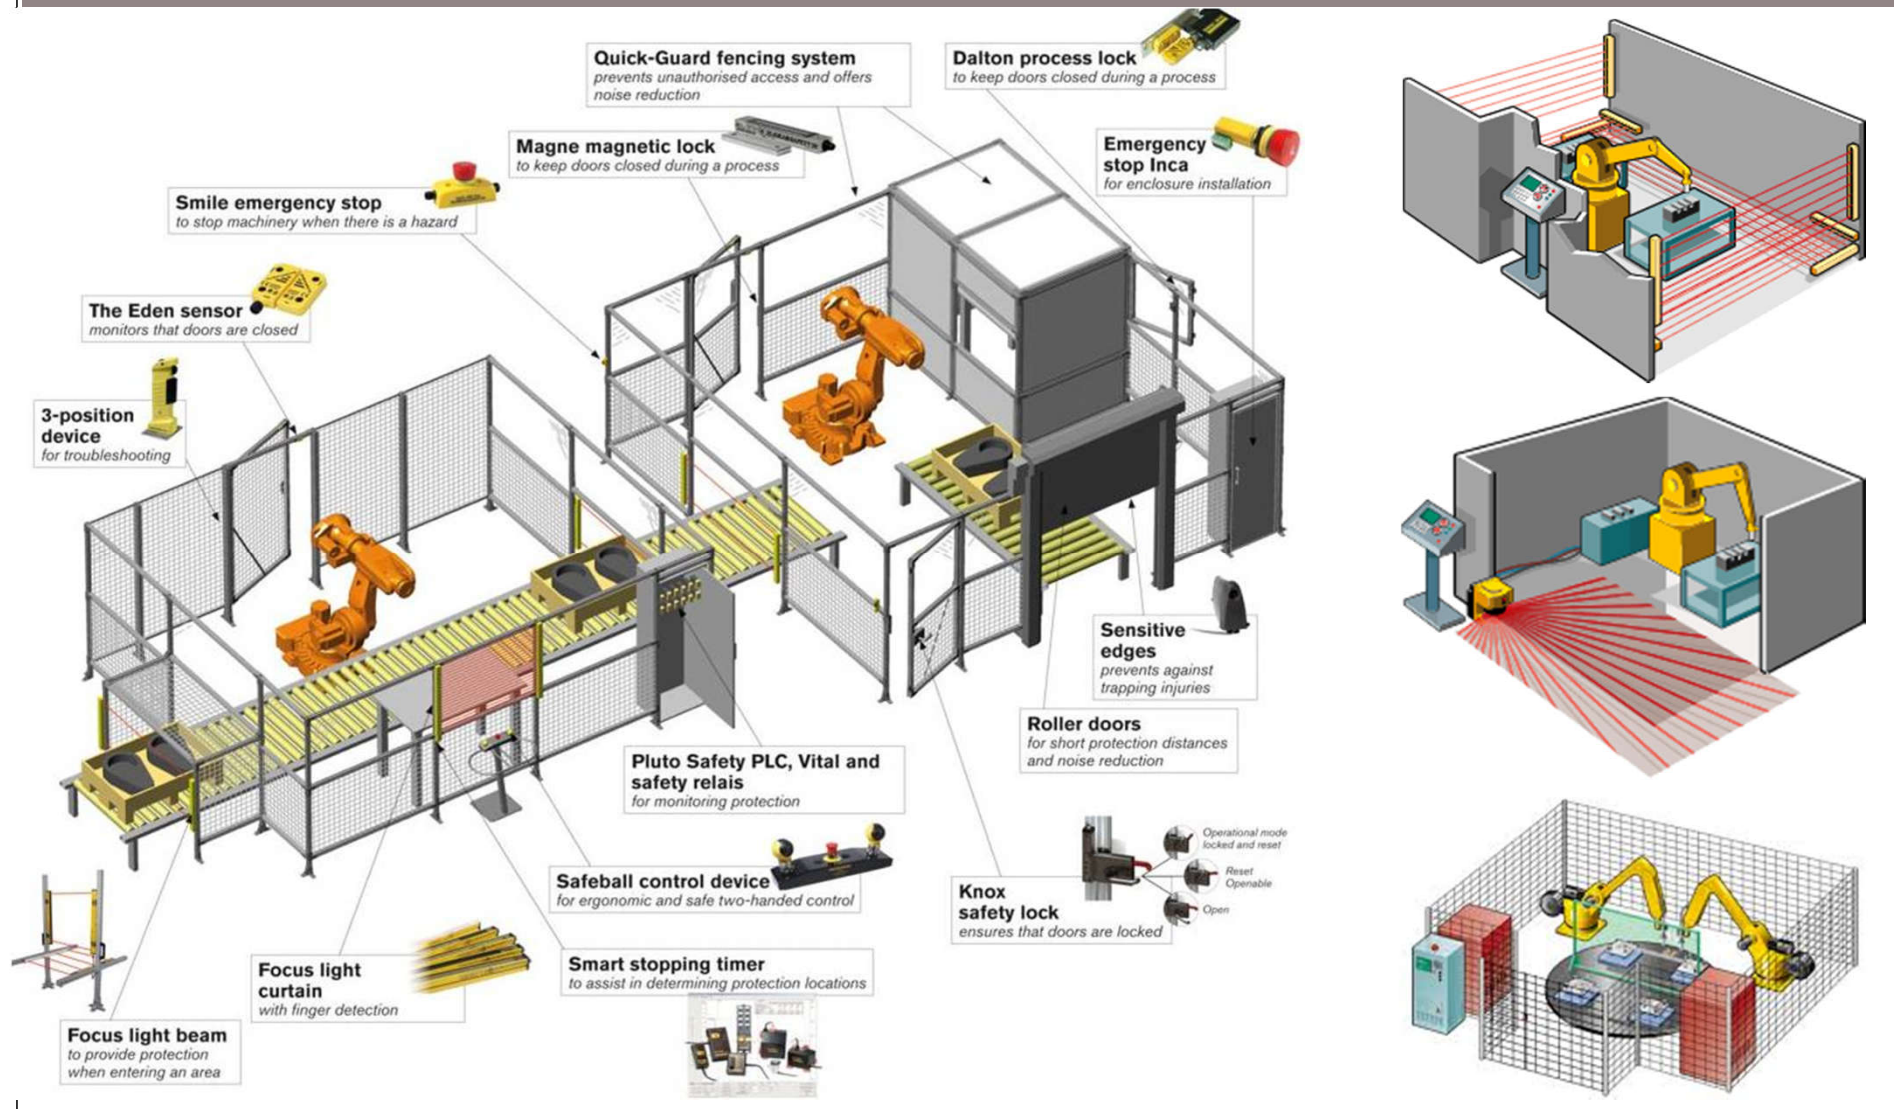 Quick-Guard fencing system
prevents unauthorised access and offers
noise reduction
Dalton process lock
to keep doors closed during a process
Magne magnetic lock
to keep doors closed during a process
Emergency
stop Inca
for enclosure installation
Smile emergency stop
to stop machinery when there is a hazard
The Eden sensor
monitors that doors are closed
3-position
device
for troubleshooting
Sensitive
edges
prevents against
trapping injuries
Roller doors
for short protection distances
and noise reduction
Pluto Safety PLC, Vital and
safety relais
for monitoring protection
Safeball control device
for ergonomic and safe two-handed control
Knox
safety lock
ensures that doors are locked
Operational mode
locked and reset
Reset
Openable
Open
Smart stopping timer
to assist in determining protection locations
Focus light
curtain
with finger detection
Focus light beam
to provide protection
when entering an area